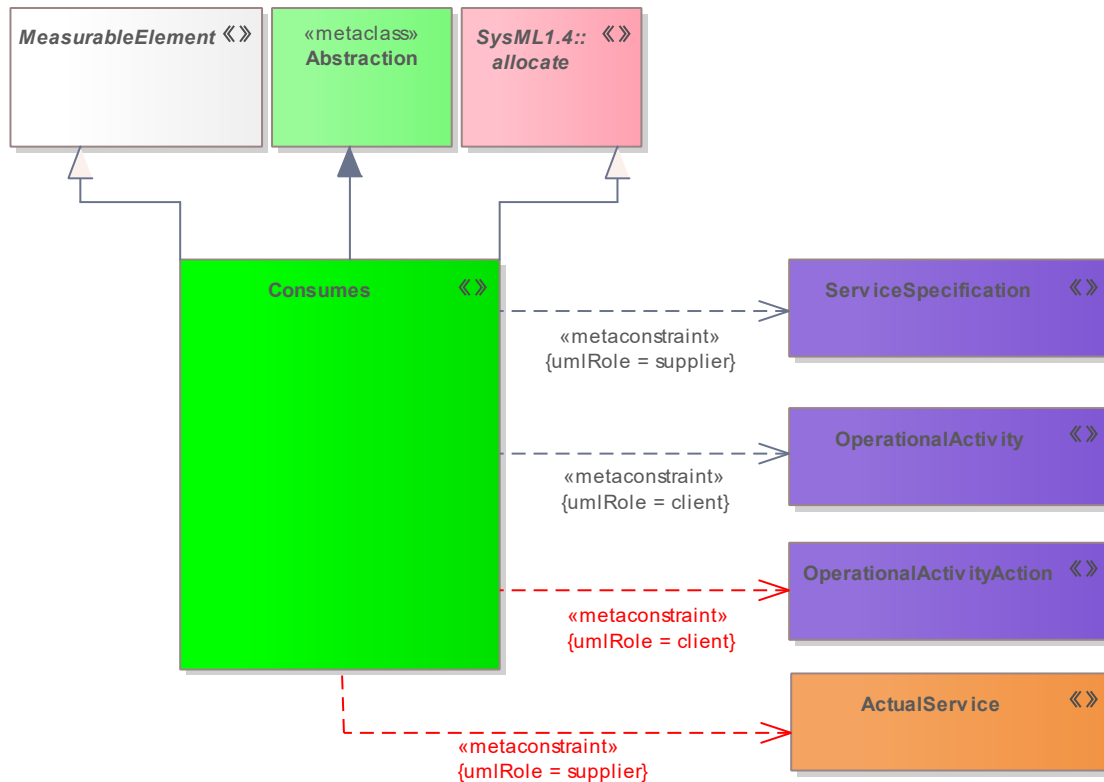 MeasurableElement «»
«metaclass»
Abstraction
SysML1.4:: «»
allocate
Consumes «»
ServiceSpecification «»
«metaconstraint»
{umlRole = supplier}
OperationalActivity «»
«metaconstraint»
{umlRole = client}
OperationalActivityAction «»
«metaconstraint»
{umlRole = client}
ActualService «»
«metaconstraint»
{umlRole = supplier}